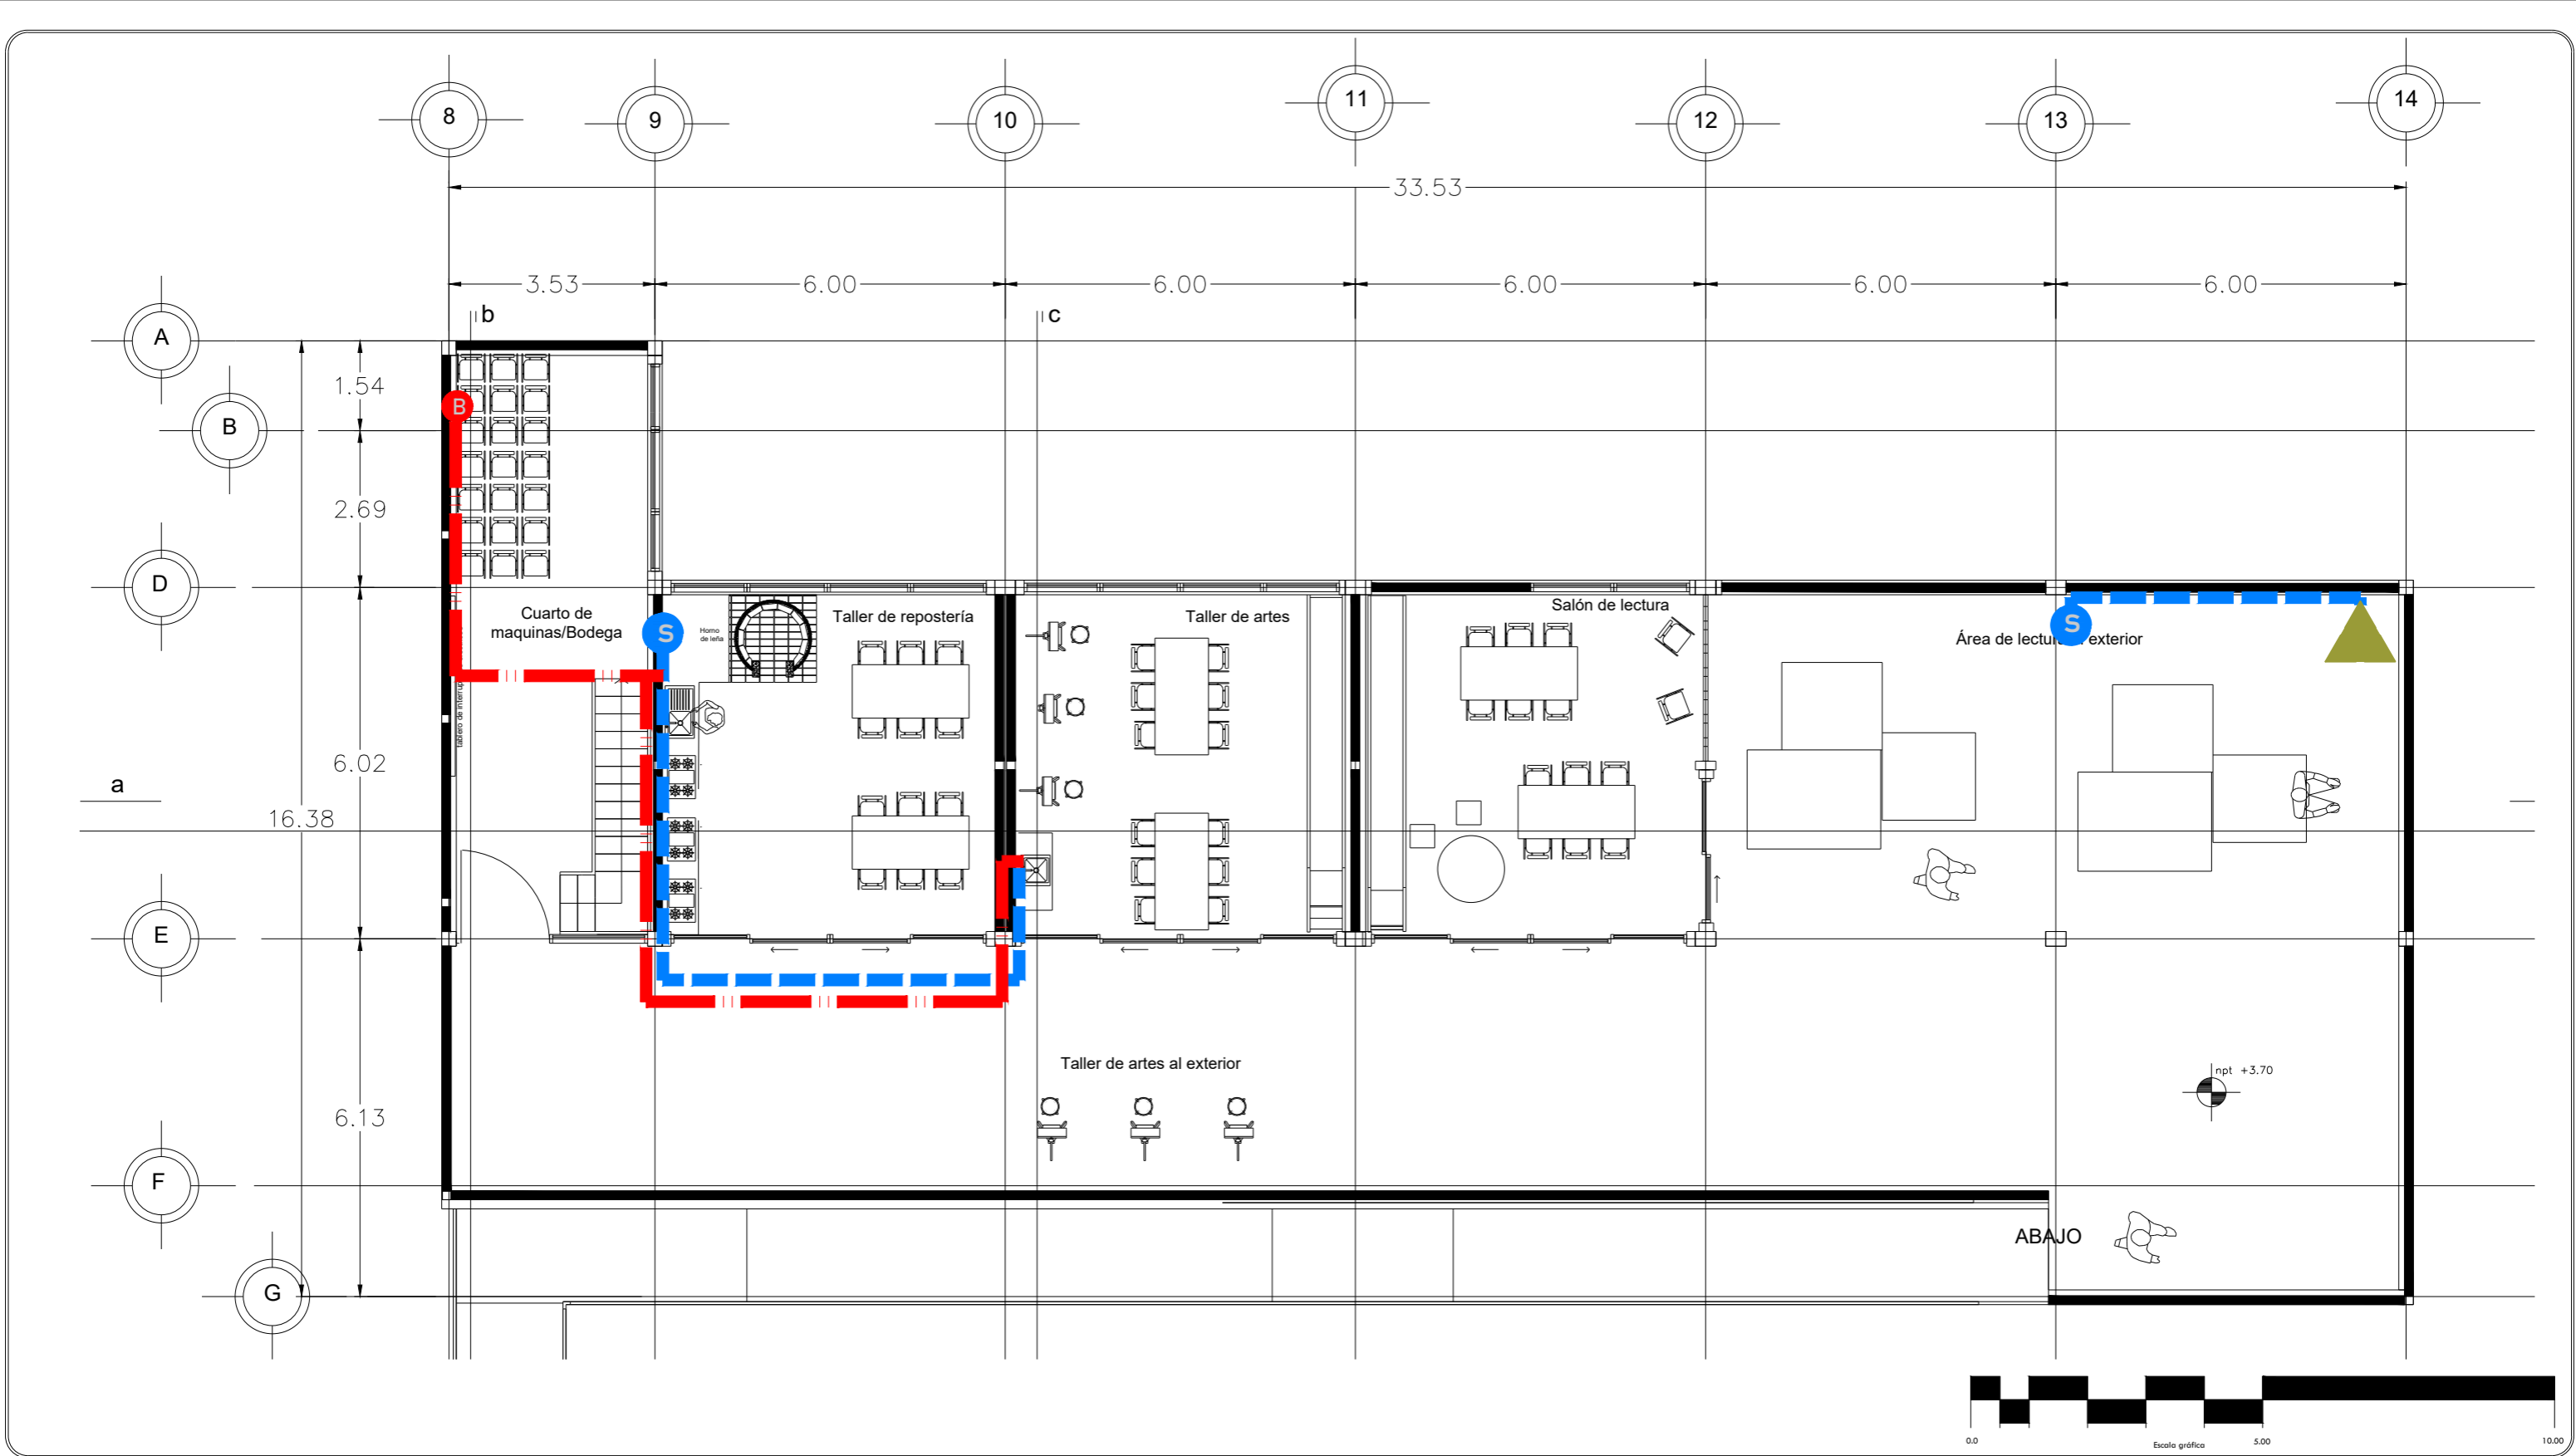 8
9
10
11
12
13
14
33.53
3.53
6.00
6.00
6.00
6.00
6.00
b
c
A
1.54
B
B
2.69
D
Cuarto de
maquinas/Bodega
S
Horno
de leña
Taller de repostería
Taller de artes
Salón de lectura
S
Área de lectura exterior
6.02
a
16.38
E
Taller de artes al exterior
npt +3.70
6.13
F
ABAJO
G
0.0
Escala gráfica
5.00
10.00